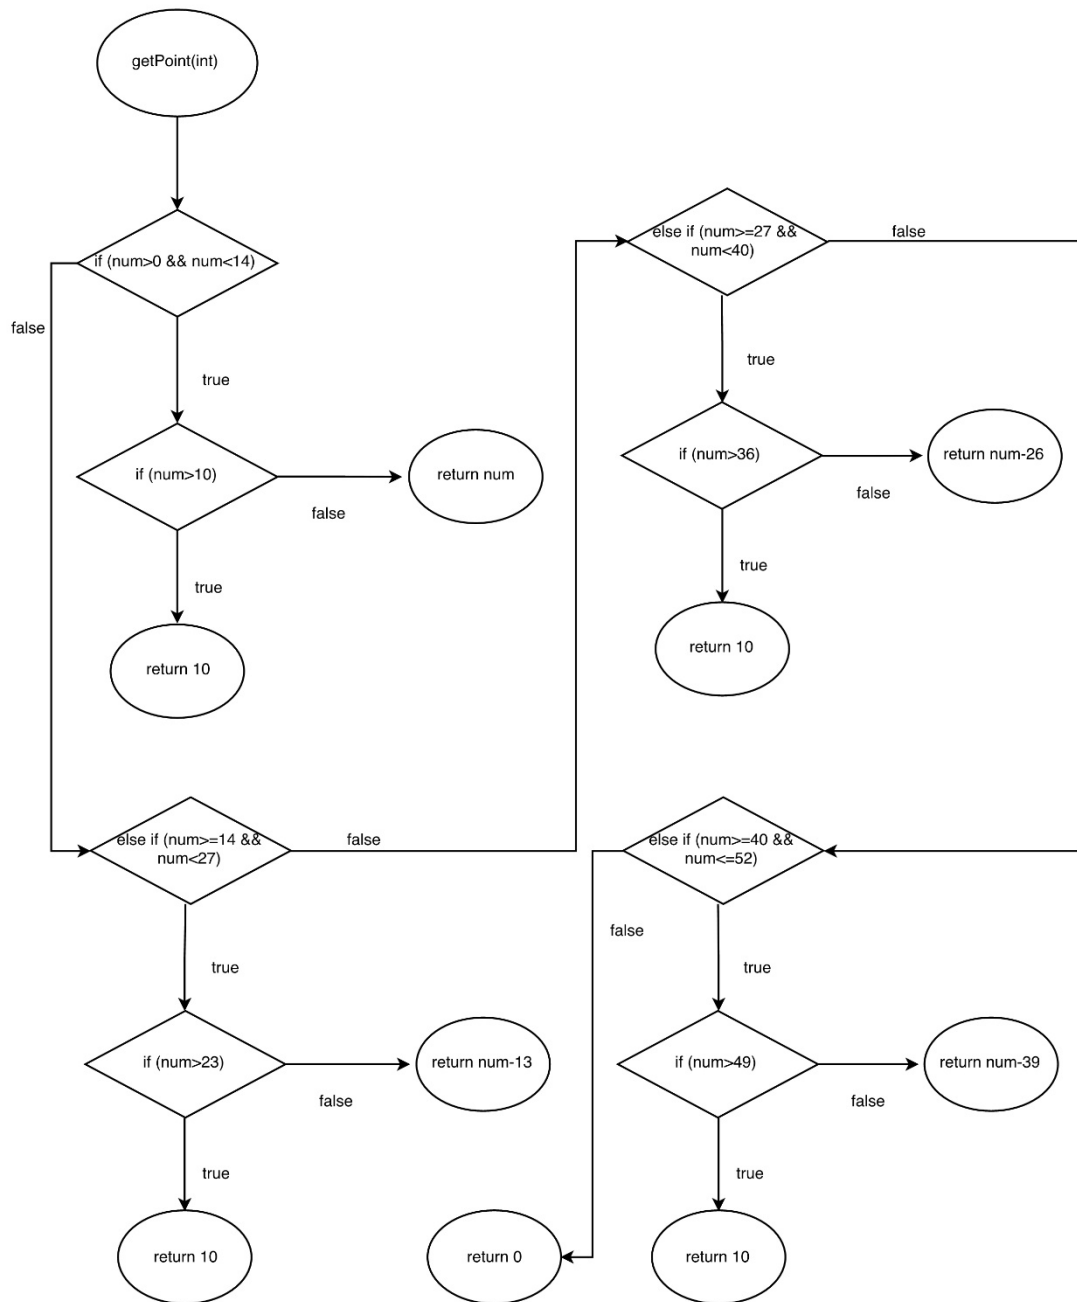 getPoint(int)
if (num>0 && num<14)
false
true
if (num>10)
return num
false
true
return 10
else if (num>=14 &&
num<27)
false
true
if (num>23)
return num-13
false
true
return 10
else if (num>=27 &&
num<40)
false
true
if (num>36)
return num-26
false
true
return 10
else if (num>=40 &&
num<=52)
false
true
if (num>49)
return num-39
false
true
return 0
return 10